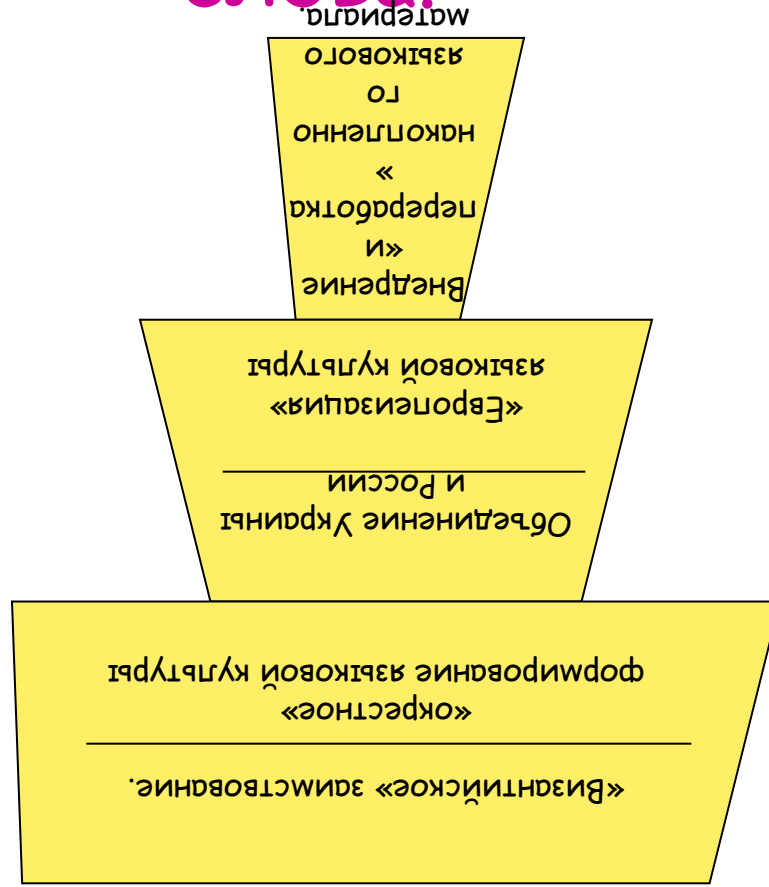 «Византийское» заимствование.
«окрестное»
формирование языковой культуры
Объединение Украины
и России
«Европеизация»
языковой культуры
Внедрение
«и
переработка
»
накопленно
го
языкового
материала.